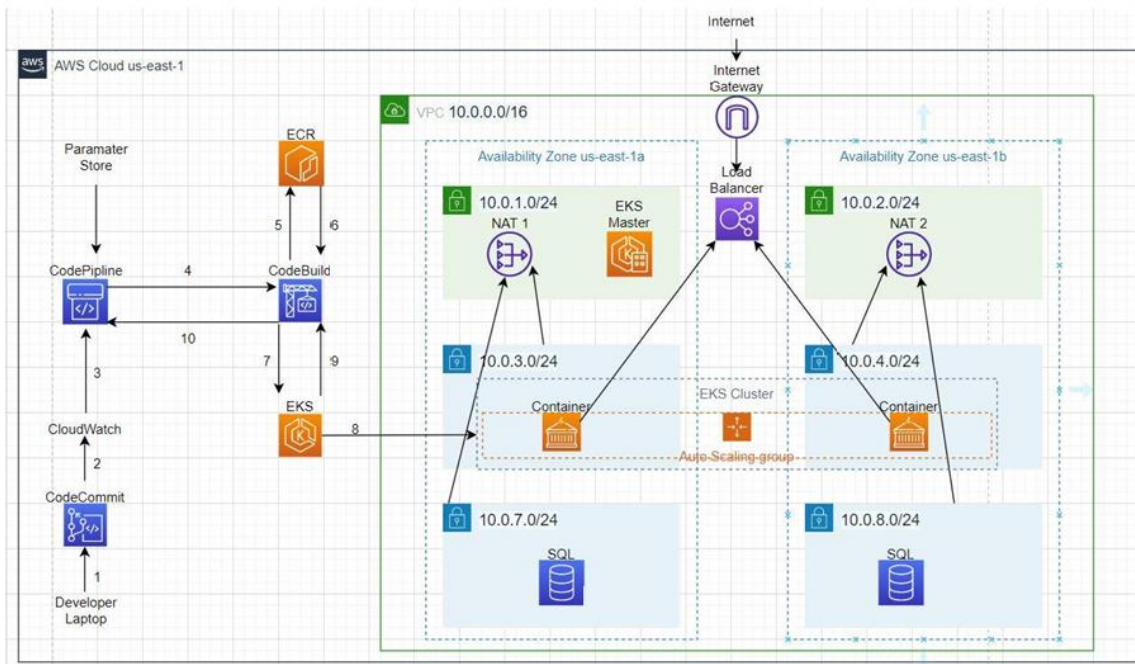 Internet
aws
AWS Cloud us-east-1
Internet
Gateway
VPC 10.0.0.0/16
ECR
Paramater
Store
Availability Zone us-east-1a
Availability Zone us-east-1b
Load
Balancer
10.0.1.0/24
EKS
Master
10.0.2.0/24
NAT 1
NAT 2
5
6
CodePipline
4
CodeBuild
10
7
9
3
10.0.3.0/24
10.0.4.0/24
EKS Cluster
EKS
Container
Container
CloudWatch
8
Auto Scaling group
2
CodeCommit
10.0.7.0/24
10.0.8.0/24
SQL
SQL
1
Developer
Laptop